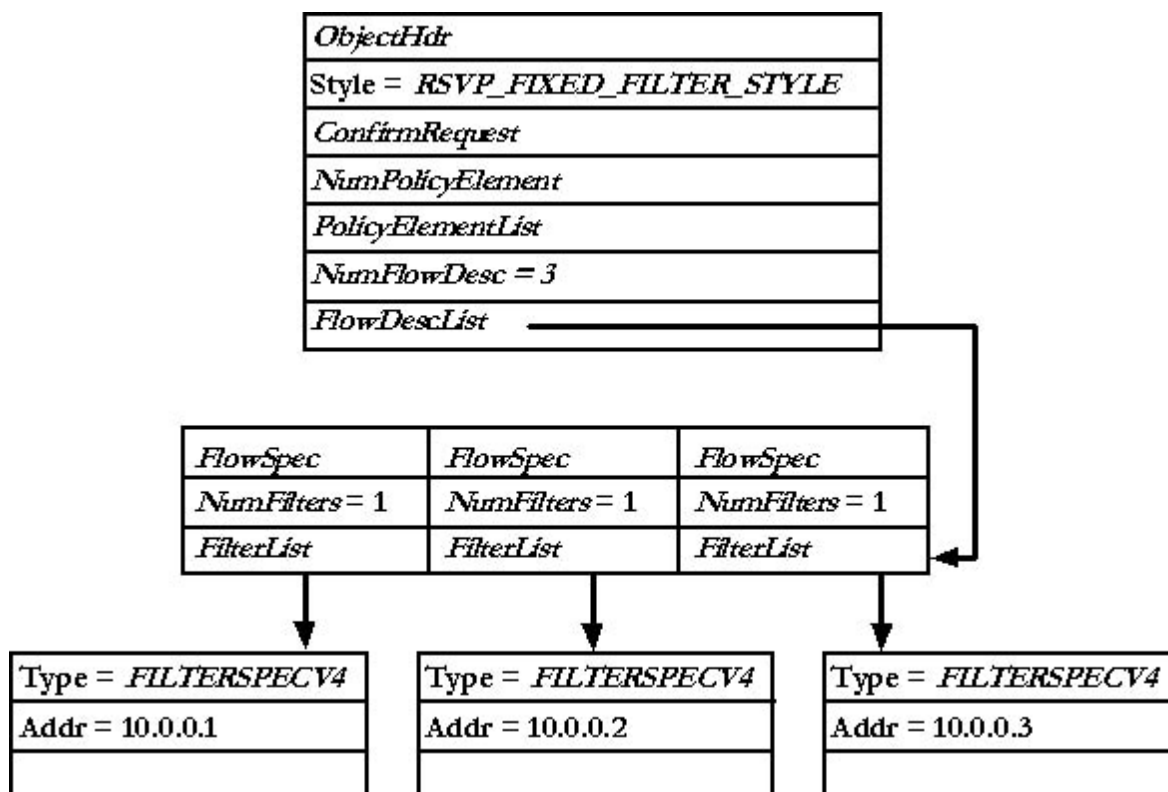 ObjectHdr
Style = RSVP_FIXED_FILTER_STYLE
ConfirmRequest
NumPolicyElement
PolicyElementList
NumFlowDesc = 3
FlowDescList
FlowSpec FlowSpec FlowSpec
NumFilters = 1 NumFilters = 1 NumFilters = 1
FilterList FilterList FilterList
Type = FILTERSPECV4 Type = FILTERSPECV4 Type = FILTERSPECV4
Addr = 10.0.0.1 Addr = 10.0.0.2 Addr = 10.0.0.3